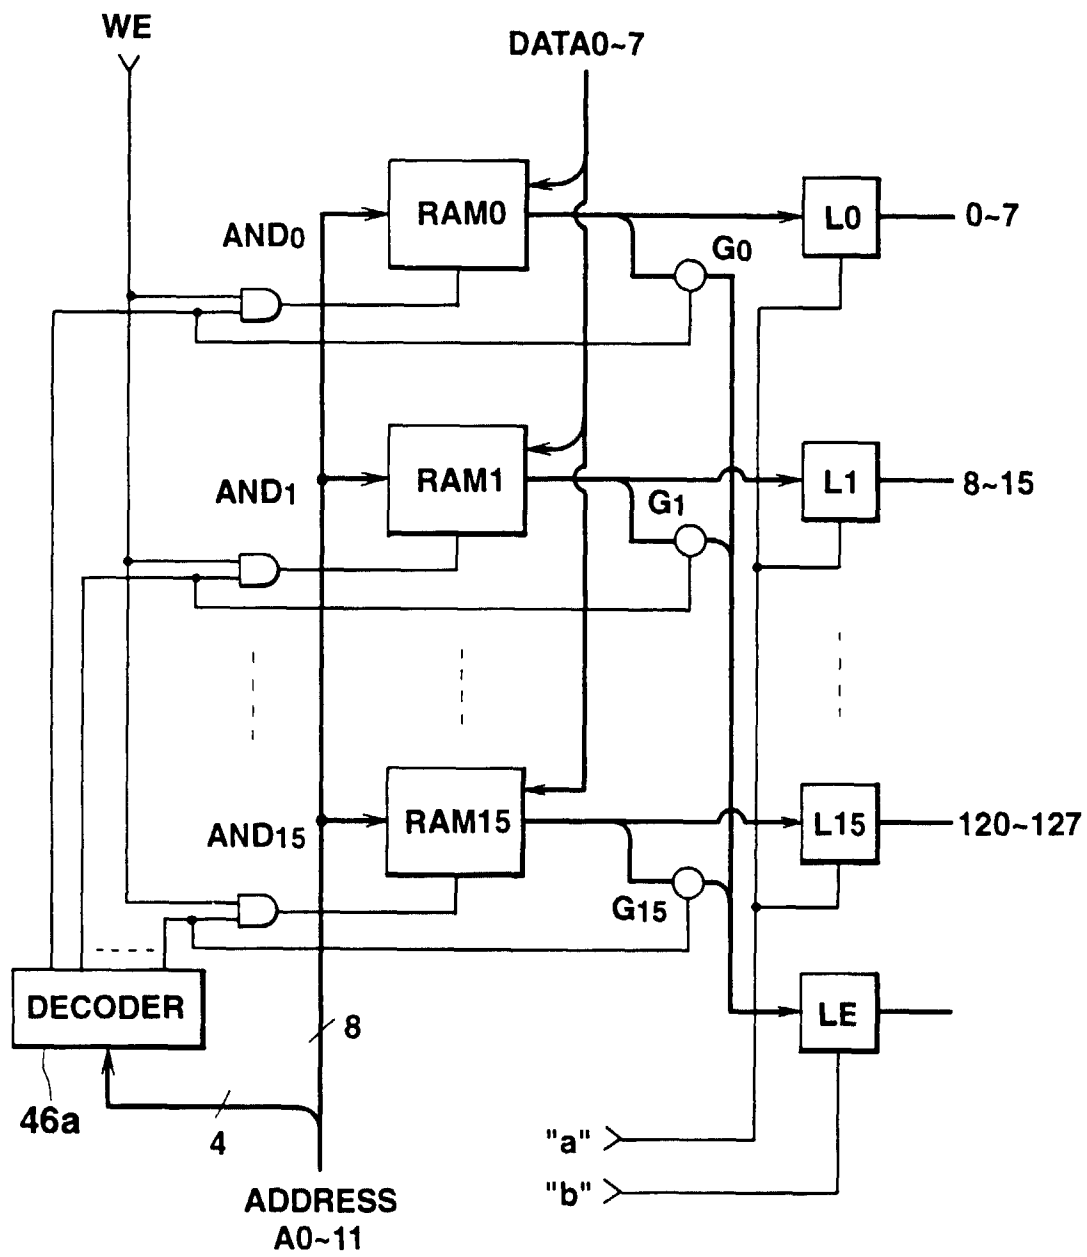 WE
DATA0~7
RAM0
L0
0~7
AND0
G0
RAM1
L1
8~15
AND1
G1
RAM15
L15
120~127
AND15
G15
DECODER
LE
8
46a
4
"a"
"b"
ADDRESS
A0~11